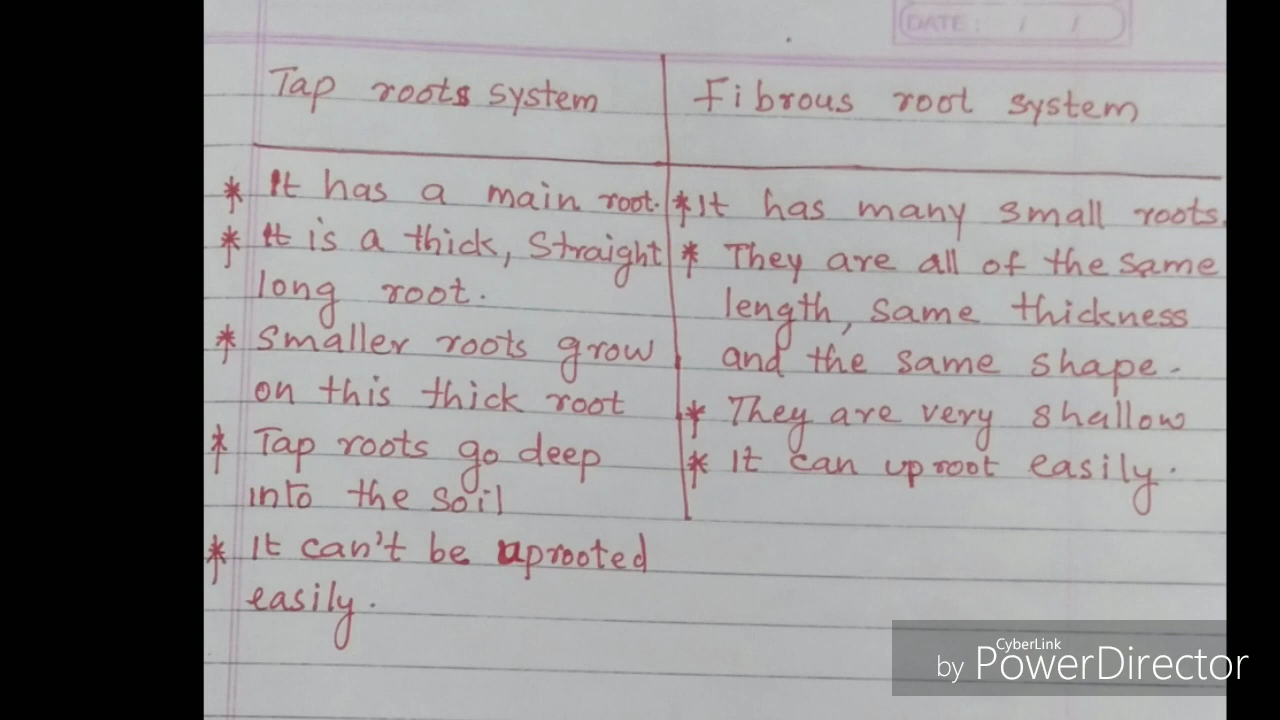 DATE: / /
Tap roots system
Fibrous root system
* It has a main root.
* It is a thick, Straight
long root.
* Smaller roots grow
on this thick root
* Tap roots go deep
into the soil
* It can't be uprooted
easily.
* It has many small roots.
* They are all of the same
length, same thickness
and the same shape.
* They are very shallow
* It can uproot easily.
CyberLink
by PowerDirector